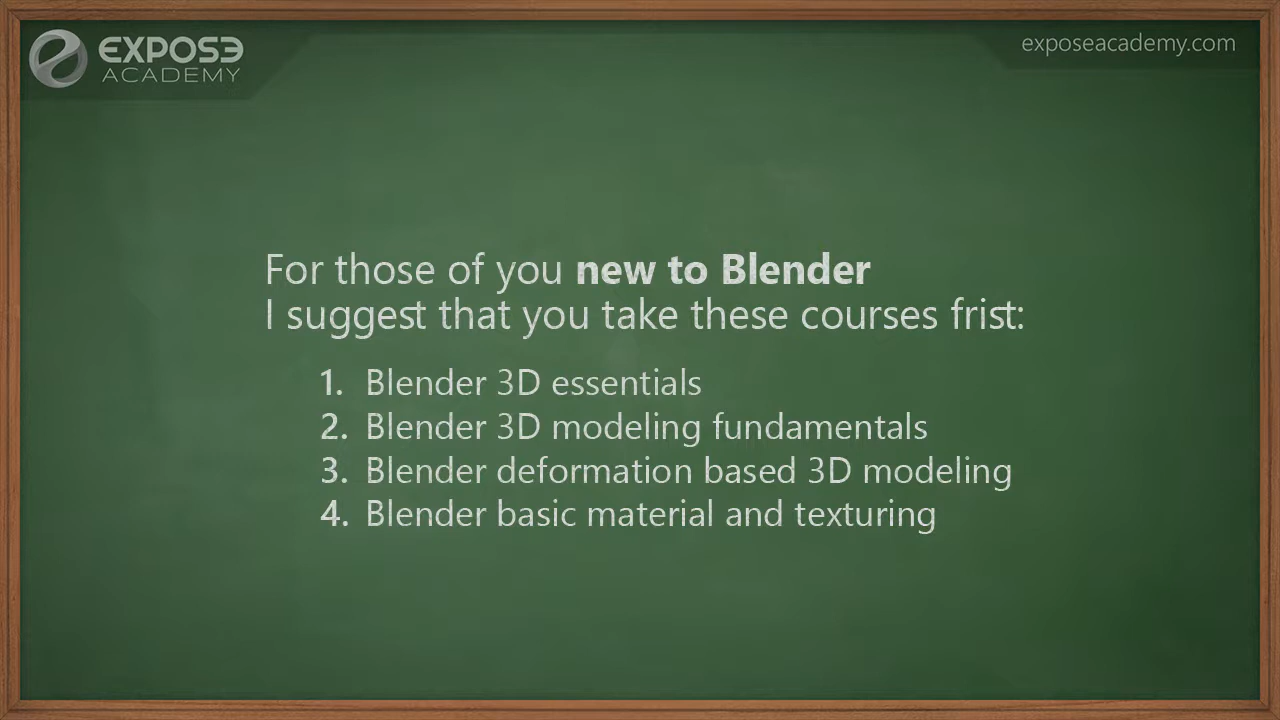 EXPOSE
ACADEMY
exposeacademy.com
For those of you new to Blender
I suggest that you take these courses frist:
1. Blender 3D essentials
2. Blender 3D modeling fundamentals
3. Blender deformation based 3D modeling
4. Blender basic material and texturing